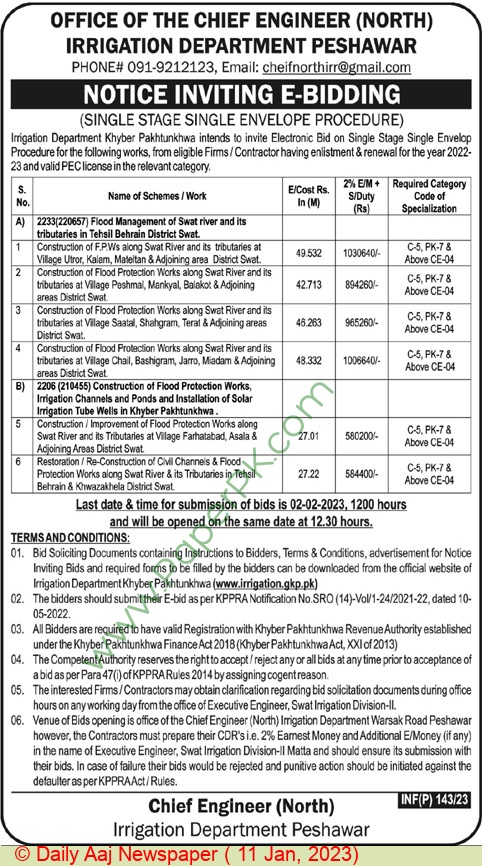 OFFICE OF THE CHIEF ENGINEER (NORTH)
IRRIGATION DEPARTMENT PESHAWAR
PHONE# 091-9212123, Email: cheifnorthirr@gmail.com
NOTICE INVITING E-BIDDING
(SINGLE STAGE SINGLE ENVELOPE PROCEDURE)
Irrigation Department Khyber Pakhtunkhwa intends to invite Electronic Bid on Single Stage Single Envelop
Procedure for the following works, from eligible Firms / Contractor having enlistment & renewal for the year 2022-
23 and valid PEC license in the relevant category.
S. No. Name of Schemes / Work E/Cost Rs. In (M) 2% E/M + S/Duty (Rs) Required Category Code of Specialization
A) 2233(220657) Flood Management of Swat river and its
tributaries in Tehsil Behrain District Swat.
1 Construction of F.P.Ws along Swat River and its tributaries at
Village Utror, Kalam, Mateltan & Adjoining area District Swat. 49.532 1030640/- C-5, PK-7 & Above CE-04
2 Construction of Flood Protection Works along Swat River and its
tributaries at Village Peshmal, Mankyal, Balakot & Adjoining
areas District Swat. 42.713 894260/- C-5, PK-7 & Above CE-04
3 Construction of Flood Protection Works along Swat River and its
tributaries at Village Saatal, Shahgram, Terat & Adjoining areas
District Swat. 46.263 965260/- C-5, PK-7 & Above CE-04
4 Construction of Flood Protection Works along Swat River and its
tributaries at Village Chail, Bashigram, Jarro, Miadam & Adjoining
areas District Swat. 48.332 1006640/- C-5, PK-7 & Above CE-04
B) 2206 (210455) Construction of Flood Protection Works,
Irrigation Channels and Ponds and Installation of Solar
Irrigation Tube Wells in Khyber Pakhtunkhwa .
5 Construction / Improvement of Flood Protection Works along
Swat River and its Tributaries at Village Farhatabad, Asala &
Adjoining Areas District Swat. 27.01 580200/- C-5, PK-7 & Above CE-04
6 Restoration / Re-Construction of Civil Channels & Flood
Protection Works along Swat River & its Tributaries in Tehsil
Behrain & Khwazakhela District Swat. 27.22 584400/- C-5, PK-7 & Above CE-04
Last date & time for submission of bids is 02-02-2023, 1200 hours
and will be opened on the same date at 12.30 hours.
TERMS AND CONDITIONS:
01. Bid Soliciting Documents containing Instructions to Bidders, Terms & Conditions, advertisement for Notice
Inviting Bids and required form to be filled by the bidders can be downloaded from the official website of
Irrigation Department Khyber Pakhtunkhwa (www.irrigation.gkp.pk)
02. The bidders should submit their E-bid as per KPPRA Notification No.SRO (14)-Vol/1-24/2021-22, dated 10-
05-2022.
03. All Bidders are required to have valid Registration with Khyber Pakhtunkhwa Revenue Authority established
under the Khyber Pakhtunkhwa Finance Act 2018 (Khyber Pakhtunkhwa Act, XXI of 2013)
04. The Competent Authority reserves the right to accept / reject any or all bids at any time prior to acceptance of
a bid as per Para 47(i) of KPPRA Rules 2014 by assigning cogent reason.
05. The interested Firms / Contractors may obtain clarification regarding bid solicitation documents during office
hours on any working day from the office of Executive Engineer, Swat Irrigation Division-II.
06. Venue of Bids opening is office of the Chief Engineer (North) Irrigation Department Warsak Road Peshawar
however, the Contractors must prepare their CDR's i.e. 2% Earnest Money and Additional E/Money (if any)
in the name of Executive Engineer, Swat Irrigation Division-II Matta and should ensure its submission with
their bids. In case of failure their bids would be rejected and punitive action should be initiated against the
defaulter as per KPPRA Act / Rules.
Chief Engineer (North)
Irrigation Department Peshawar
INF(P) 143/23
www.PaperPk.com
© Daily Aaj Newspaper ( 11 Jan, 2023)